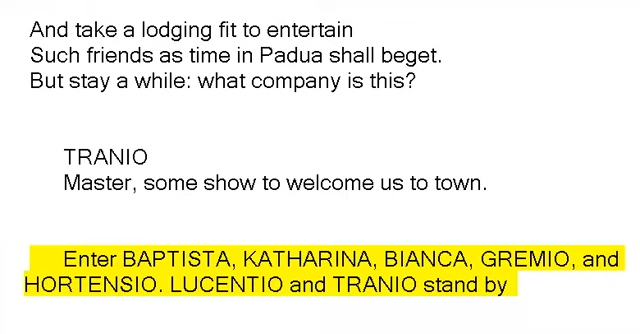 And take a lodging fit to entertain
Such friends as time in Padua shall beget.
But stay a while: what company is this?
TRANIO
Master, some show to welcome us to town.
Enter BAPTISTA, KATHARINA, BIANCA, GREMIO, and
HORTENSIO. LUCENTIO and TRANIO stand by